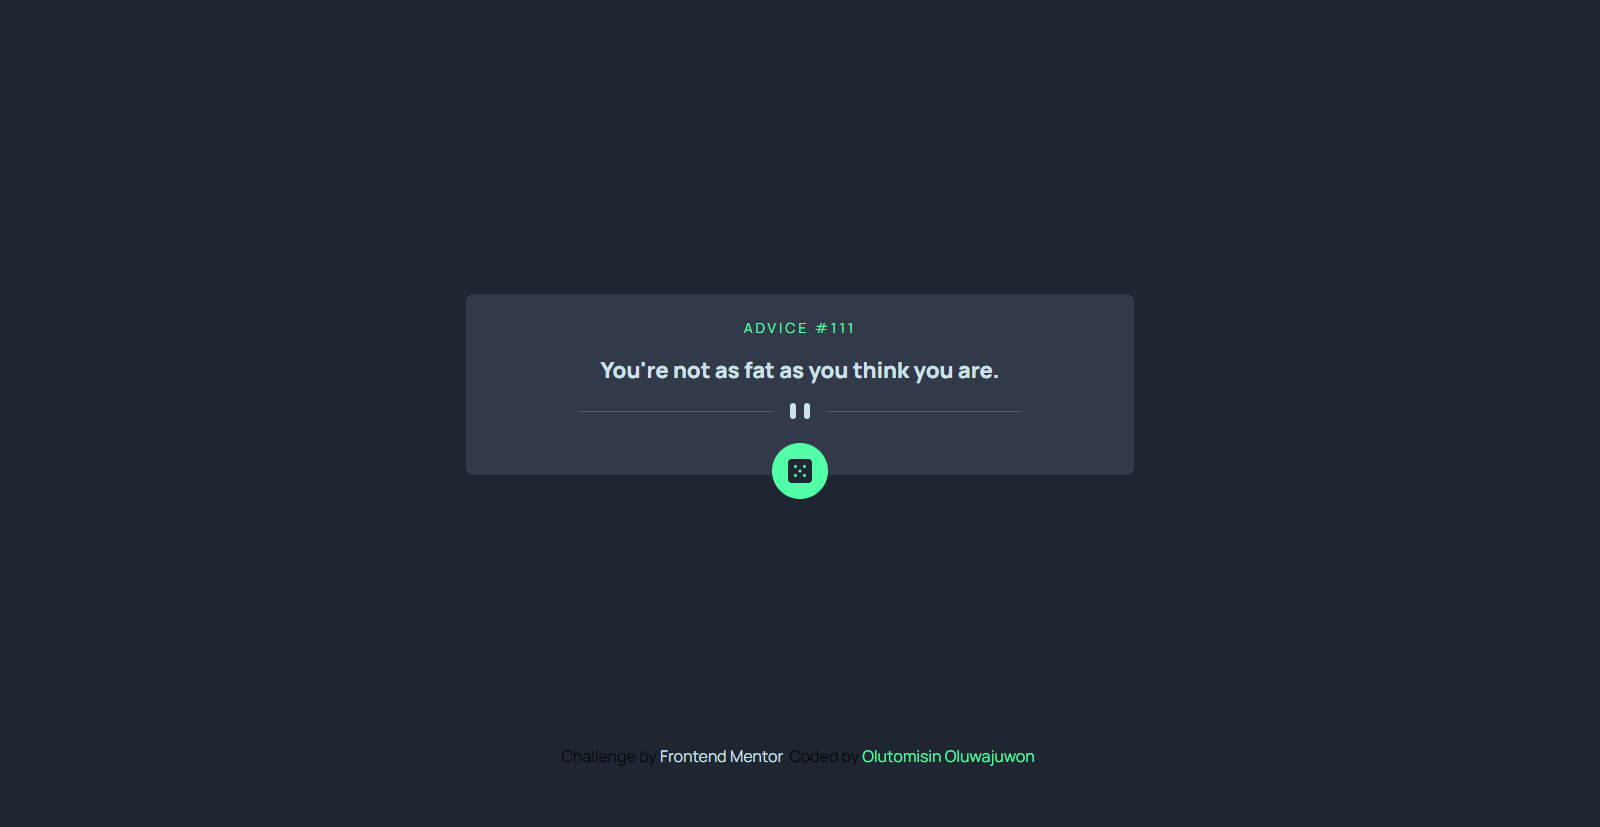 ADVICE #111
You're not as fat as you think you are.
Challenge by Frontend Mentor. Coded by Olutomisin Oluwajuwon.